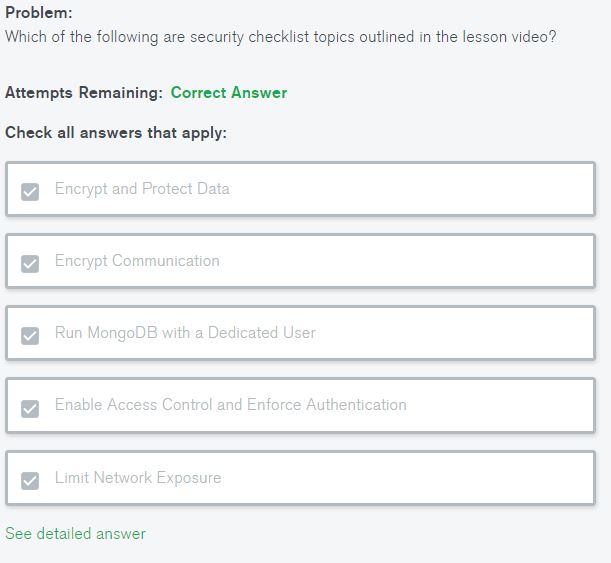 Problem:
Which of the following are security checklist topics outlined in the lesson video?
Attempts Remaining: Correct Answer
Check all answers that apply:
Encrypt and Protect Data
Encrypt Communication
Run MongoDB with a Dedicated User
Enable Access Control and Enforce Authentication
Limit Network Exposure
See detailed answer